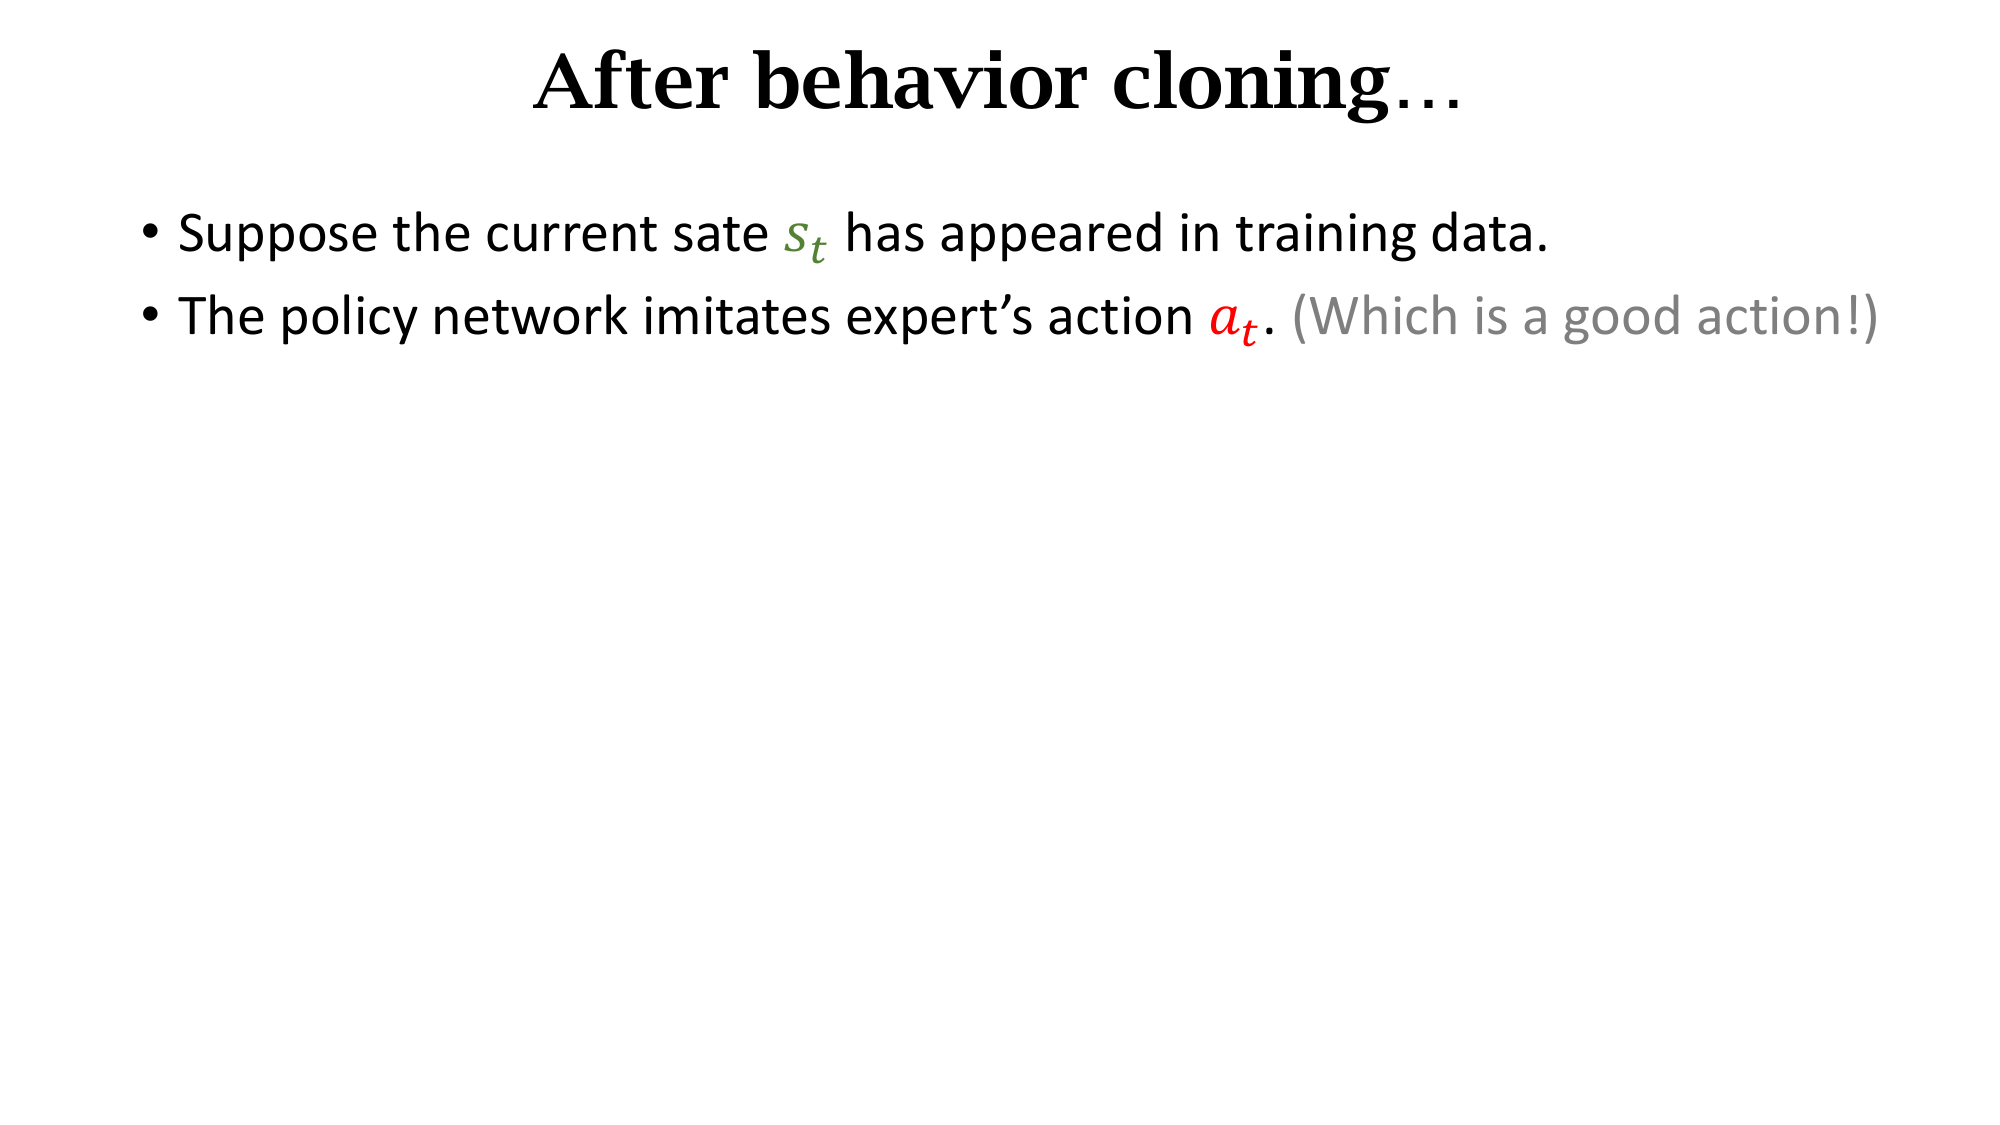 After behavior cloning…
• Suppose the current sate $s_t$ has appeared in training data.
• The policy network imitates expert’s action $a_t$. (Which is a good action!)